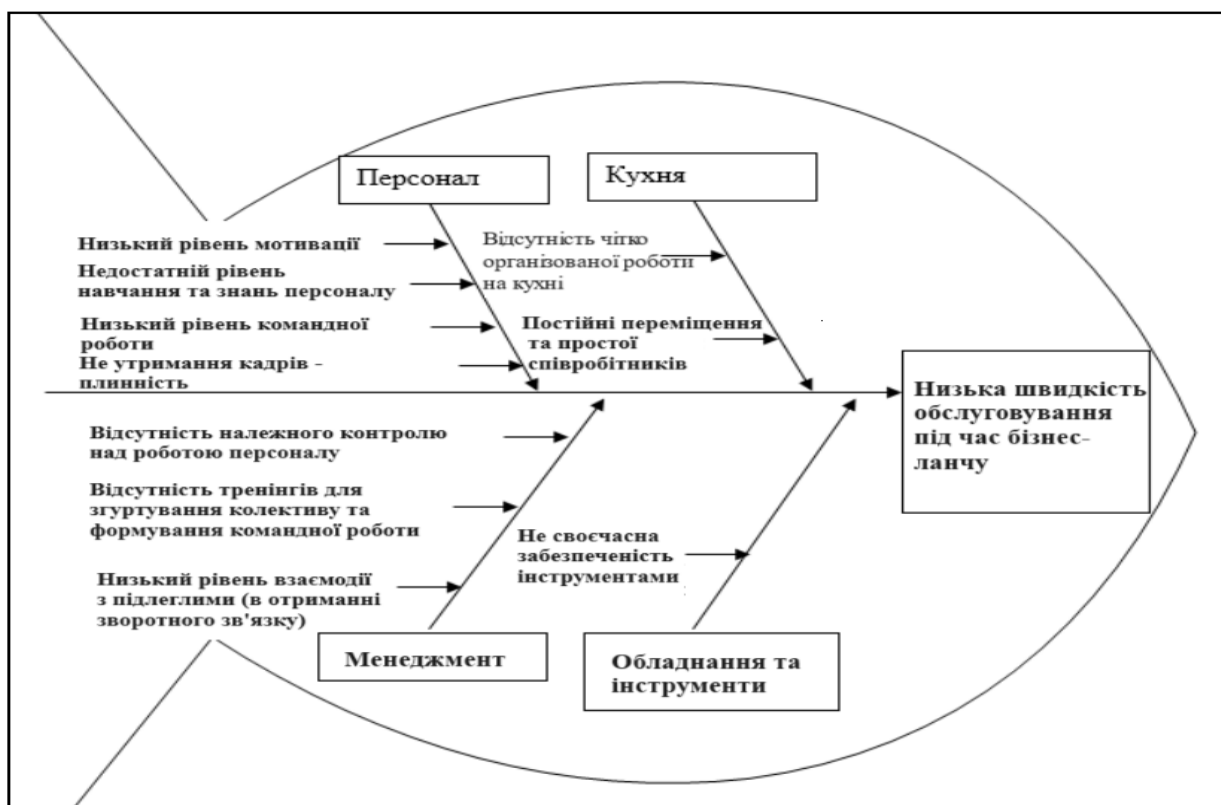 Персонал
Кухня
Низький рівень мотивації
Недостатній рівень
навчання та знань персоналу
Низький рівень командної
роботи
Не утримання кадрів -
плинність
Відсутність чітко
організованої роботи
на кухні
Постійні переміщення
та простої
співробітників
Низька швидкість
обслуговування
під час бізнес-
ланчу
Відсутність належного контролю
над роботою персоналу
Відсутність тренінгів для
згуртування колективу та
формування командної роботи
Низький рівень взаємодії
з підлеглими (в отриманні
зворотного зв'язку)
Не своєчасна
забезпеченість
інструментами
Менеджмент
Обладнання та
інструменти